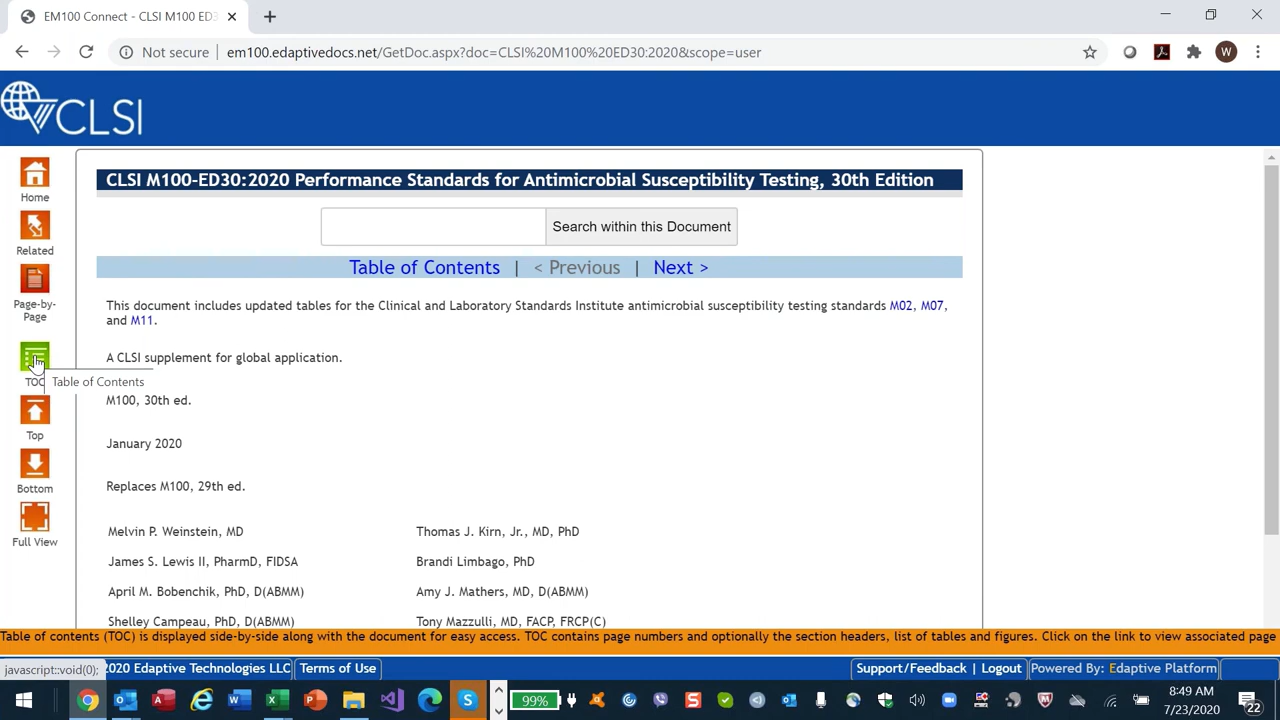 EM100 Connect - CLSI M100 ED3
Not secure
em100.edaptivedocs.net/GetDoc.aspx?doc=CLSI%20M100%20ED30:2020&scope=user
W
CLSI
Home
Related
Page-by-
Page
TOC
Table of Contents
Top
Bottom
Full View
CLSI M100-ED30:2020 Performance Standards for Antimicrobial Susceptibility Testing, 30th Edition
Search within this Document
Table of Contents | < Previous | Next >
This document includes updated tables for the Clinical and Laboratory Standards Institute antimicrobial susceptibility testing standards M02, M07,
and M11.
A CLSI supplement for global application.
M100, 30th ed.
January 2020
Replaces M100, 29th ed.
Melvin P. Weinstein, MD Thomas J. Kirn, Jr., MD, PhD
James S. Lewis II, PharmD, FIDSA Brandi Limbago, PhD
April M. Bobenchik, PhD, D(ABMM) Amy J. Mathers, MD, D(ABMM)
Shelley Campeau, PhD, D(ABMM) Tony Mazzulli, MD, FACP, FRCP(C)
Table of contents (TOC) is displayed side-by-side along with the document for easy access. TOC contains page numbers and optionally the section headers, list of tables and figures. Click on the link to view associated page
javascript::void(0); 2020 Edaptive Technologies LLC Terms of Use Support/Feedback | Logout Powered By: Edaptive Platform
99%
8:49 AM
7/23/2020
22